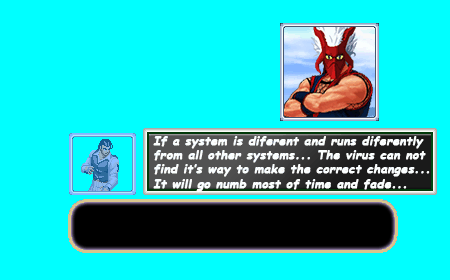 If a system is diferent and runs diferently
from all other systems... The virus can not
find it's way to make the correct changes...
It will go numb most of time and fade...